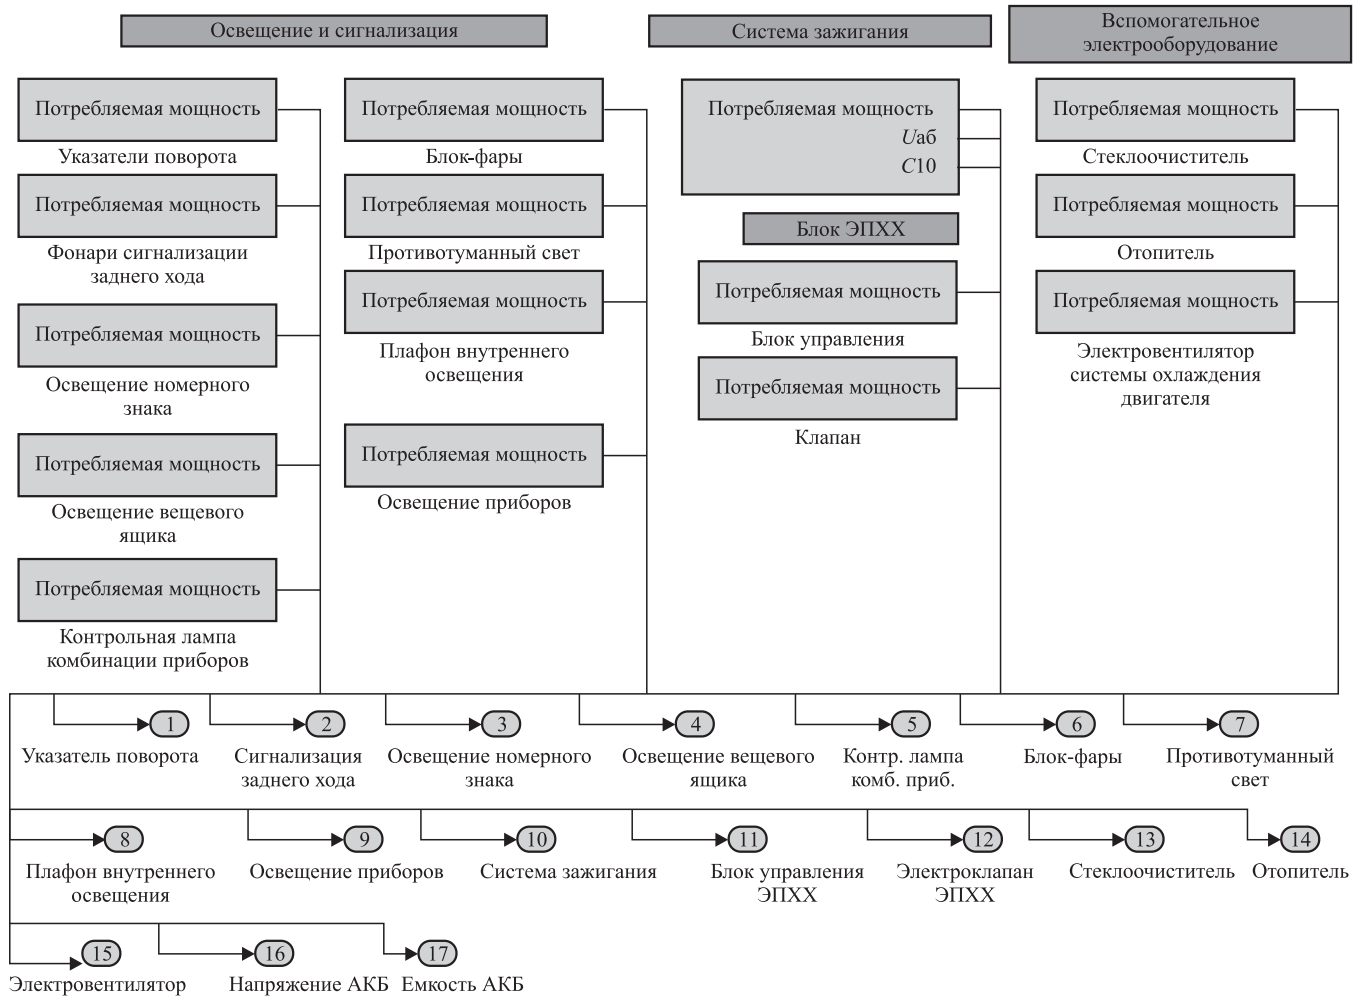 Освещение и сигнализация
Система зажигания
Вспомогательное
электрооборудование
Потребляемая мощность
Указатели поворота
Потребляемая мощность
Фонари сигнализации
заднего хода
Потребляемая мощность
Освещение номерного
знака
Потребляемая мощность
Освещение вещевого
ящика
Потребляемая мощность
Контрольная лампа
комбинации приборов
Потребляемая мощность
Блок-фары
Потребляемая мощность
Противотуманный свет
Потребляемая мощность
Плафон внутреннего
освещения
Потребляемая мощность
Освещение приборов
Потребляемая мощность
Uаб
C10
Блок ЭПХХ
Потребляемая мощность
Блок управления
Потребляемая мощность
Клапан
Потребляемая мощность
Стеклоочиститель
Потребляемая мощность
Отопитель
Потребляемая мощность
Электровентилятор
системы охлаждения
двигателя
1
Указатель поворота
2
Сигнализация
заднего хода
3
Освещение номерного
знака
4
Освещение вещевого
ящика
5
Контр. лампа
комб. приб.
6
Блок-фары
7
Противотуманный
свет
8
Плафон внутреннего
освещения
9
Освещение приборов
10
Система зажигания
11
Блок управления
ЭПХХ
12
Электроклапан
ЭПХХ
13
Стеклоочиститель
14
Отопитель
15
Электровентилятор
16
Напряжение АКБ
17
Емкость АКБ